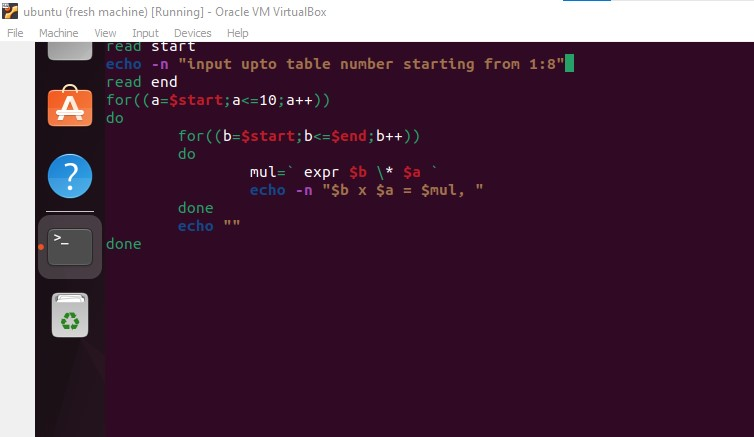 ubuntu (fresh machine) [Running] - Oracle VM VirtualBox
File Machine View Input Devices Help
read start
echo -n "input upto table number starting from 1:8"
read end
for((a=$start;a<=10;a++))
do
for((b=$start;b<=$end;b++))
do
mul=` expr $b \* $a `
echo -n "$b x $a = $mul, "
done
echo ""
done